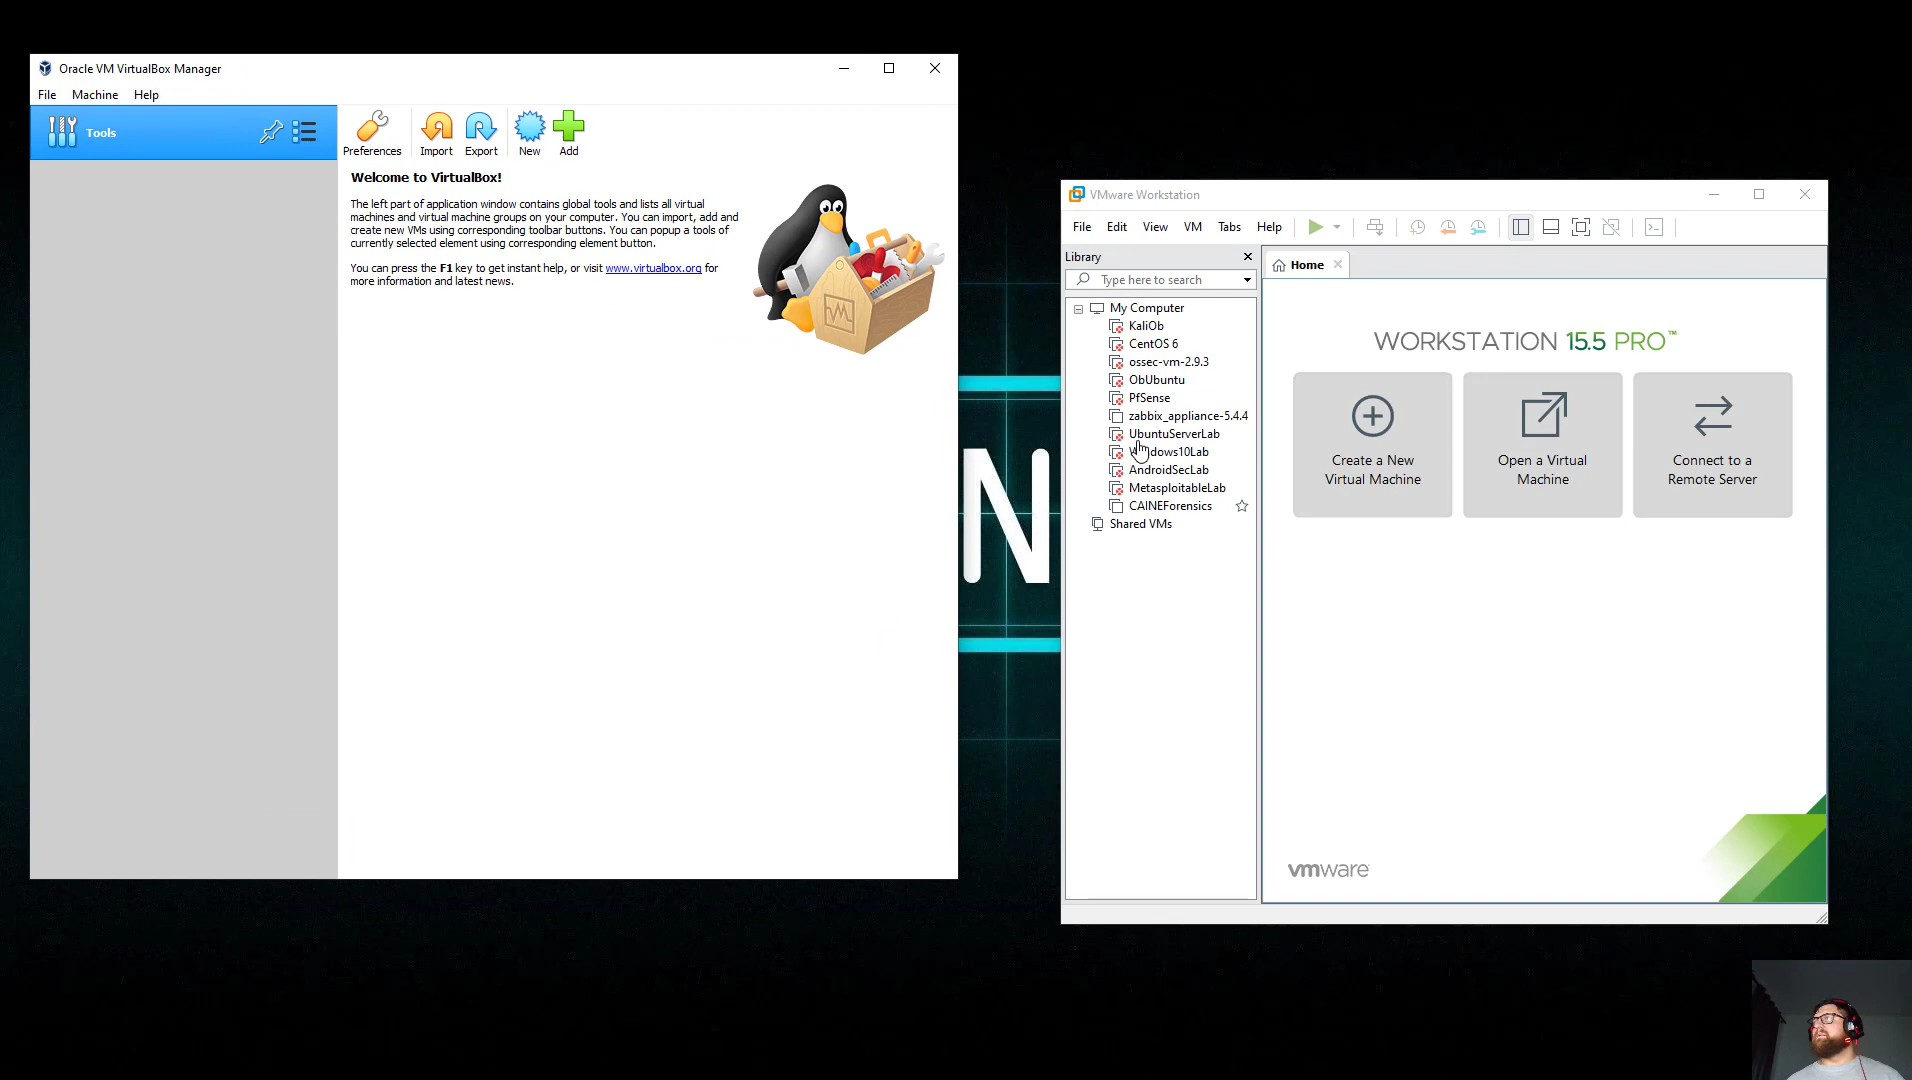 Oracle VM VirtualBox Manager
File Machine Help
Tools
Preferences Import Export New Add
Welcome to VirtualBox!
The left part of application window contains global tools and lists all virtual
machines and virtual machine groups on your computer. You can import, add and
create new VMs using corresponding toolbar buttons. You can popup a tools of
currently selected element using corresponding element button.
You can press the F1 key to get instant help, or visit www.virtualbox.org for
more information and latest news.
N
VMware Workstation
File Edit View VM Tabs Help
Library
Type here to search
My Computer
KaliOb
CentOS 6
ossec-vm-2.9.3
ObUbuntu
PfSense
zabbix_appliance-5.4.4
UbuntuServerLab
Windows10Lab
AndroidSecLab
MetasploitableLab
CAINEForensics
Shared VMs
Home
WORKSTATION 15.5 PRO™
Create a New
Virtual Machine
Open a Virtual
Machine
Connect to a
Remote Server
vmware